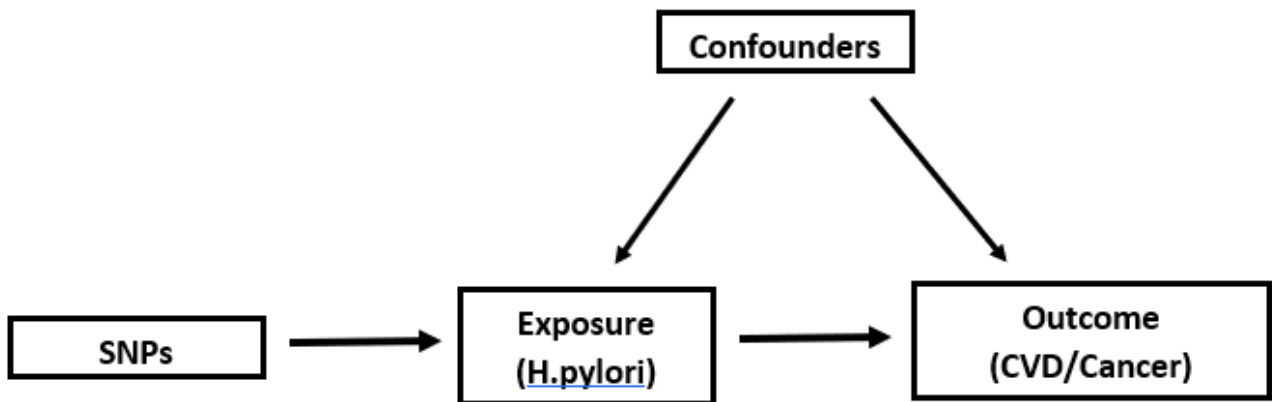 Confounders
SNPs
Exposure
(H.pylori)
Outcome
(CVD/Cancer)